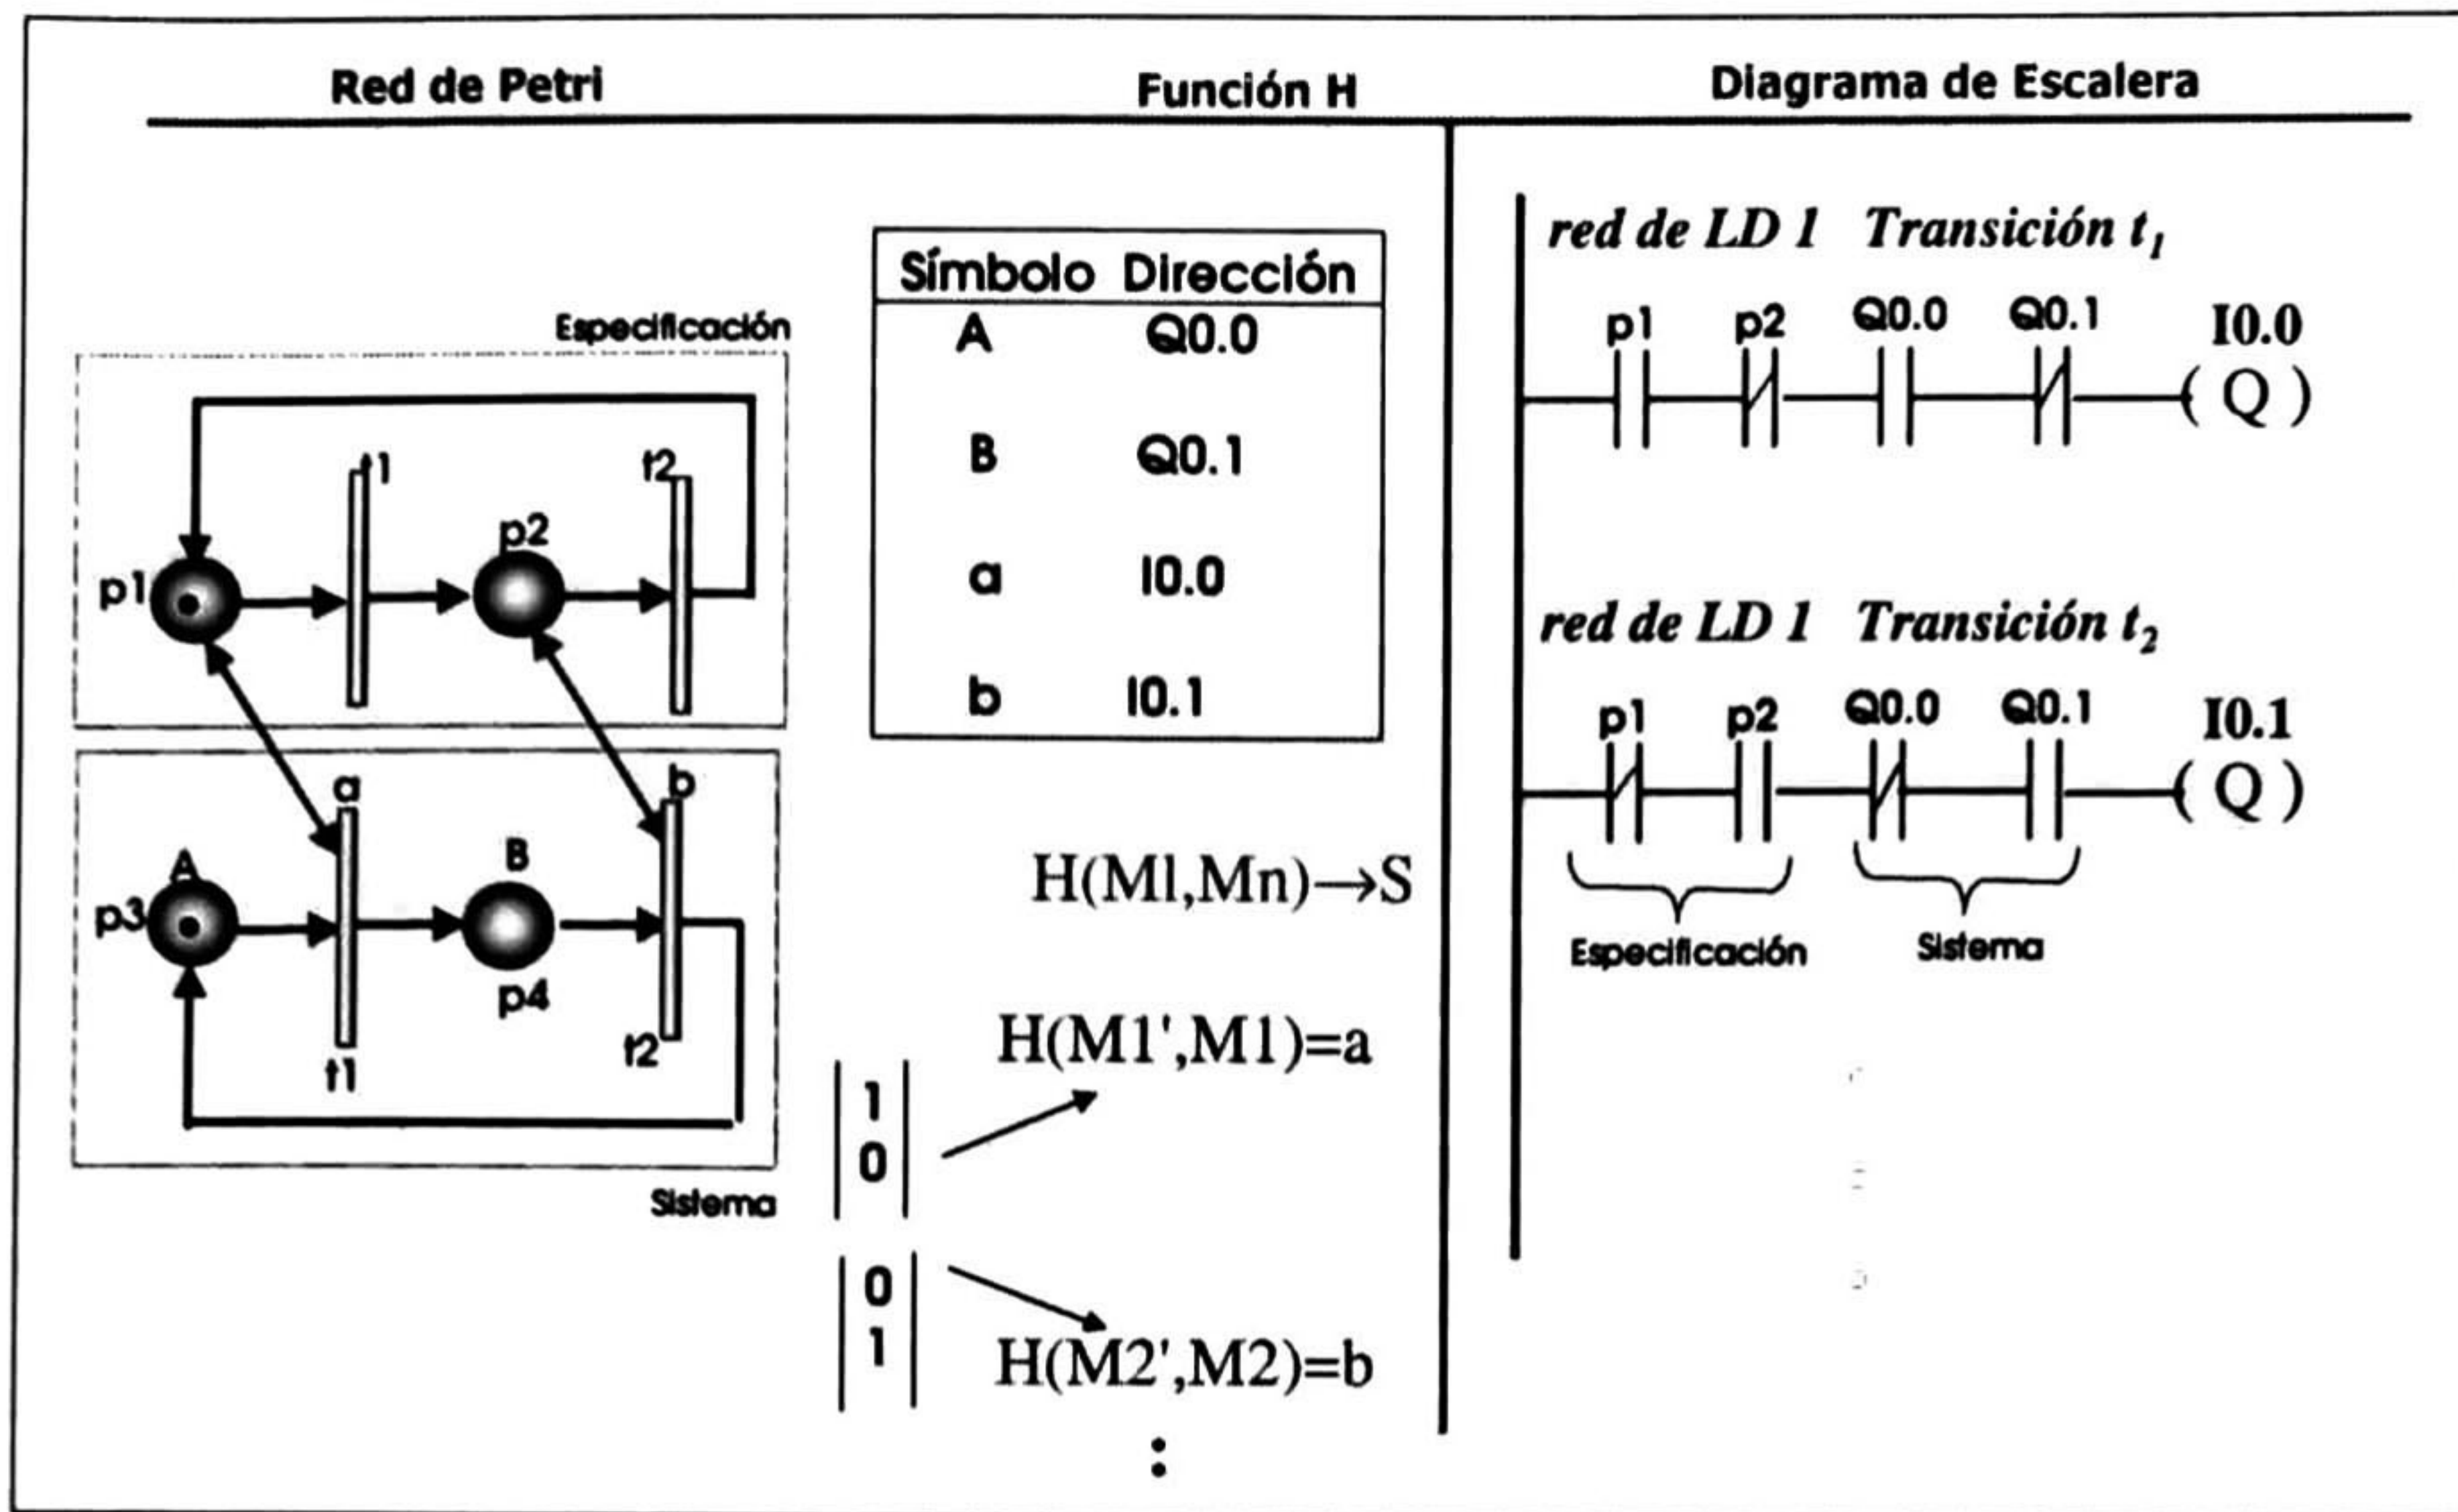 Red de Petri
Función H
Diagrama de Escalera
Especificación
t1
t2
p2
p1
a
b
A
B
p3
p4
t2
t1
Sistema
Símbolo Dirección
A Q0.0
B Q0.1
a I0.0
b I0.1
H(Ml,Mn)→S
H(M1',M1)=a
1
0
0
1
H(M2',M2)=b
:
red de LD 1 Transición t1
p1 p2 Q0.0 Q0.1 I0.0
( Q )
red de LD 1 Transición t2
p1 p2 Q0.0 Q0.1 I0.1
( Q )
Especificación Sistema